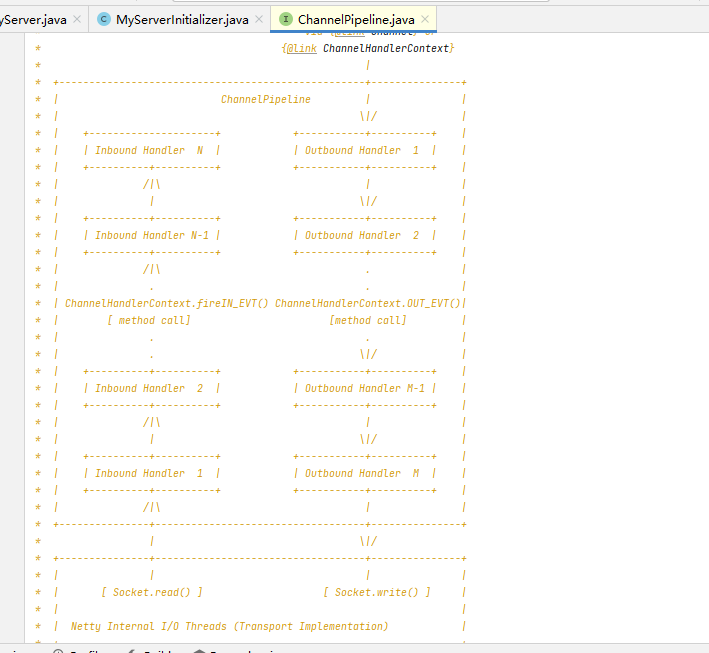 yServer.java × MyServerInitializer.java × ChannelPipeline.java ×
{@link ChannelHandlerContext}
* |
* +---------------------------------------------------+---------------+
* | ChannelPipeline | |
* | \|/ |
* | +---------------------+ +-----------+----------+ |
* | | Inbound Handler N | | Outbound Handler 1 | |
* | +----------+----------+ +-----------+----------+ |
* | /|\ | |
* | | \|/ |
* | +----------+----------+ +-----------+----------+ |
* | | Inbound Handler N-1 | | Outbound Handler 2 | |
* | +----------+----------+ +-----------+----------+ |
* | /|\ . |
* | . . |
* | ChannelHandlerContext.fireIN_EVT() ChannelHandlerContext.OUT_EVT()|
* | [ method call] [method call] |
* | . . |
* | . \|/ |
* | +----------+----------+ +-----------+----------+ |
* | | Inbound Handler 2 | | Outbound Handler M-1 | |
* | +----------+----------+ +-----------+----------+ |
* | /|\ | |
* | | \|/ |
* | +----------+----------+ +-----------+----------+ |
* | | Inbound Handler 1 | | Outbound Handler M | |
* | +----------+----------+ +-----------+----------+ |
* | /|\ | |
* +---------------+-----------------------------------+---------------+
* | \|/
* +---------------+-----------------------------------+---------------+
* | | | |
* | [ Socket.read() ] [ Socket.write() ] |
* | |
* | Netty Internal I/O Threads (Transport Implementation) |